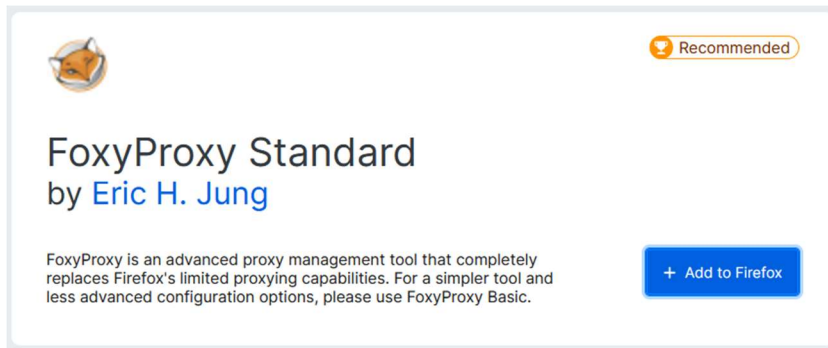 Recommended
FoxyProxy Standard
by Eric H. Jung
FoxyProxy is an advanced proxy management tool that completely
replaces Firefox's limited proxying capabilities. For a simpler tool and
less advanced configuration options, please use FoxyProxy Basic.
+ Add to Firefox